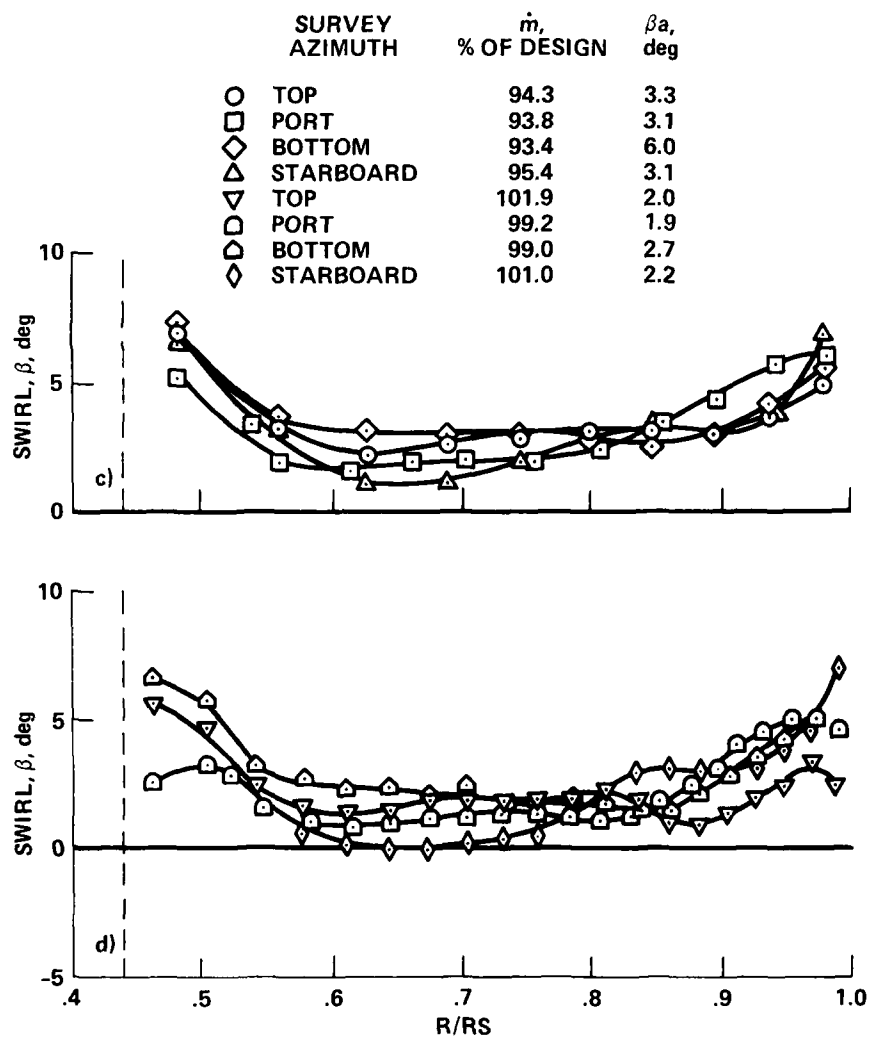 SURVEY AZIMUTH ṁ, % OF DESIGN βa, deg
TOP 94.3 3.3
PORT 93.8 3.1
BOTTOM 93.4 6.0
STARBOARD 95.4 3.1
TOP 101.9 2.0
PORT 99.2 1.9
BOTTOM 99.0 2.7
STARBOARD 101.0 2.2
10
5
0
SWIRL, β, deg
c)
10
5
0
-5
SWIRL, β, deg
d)
.4 .5 .6 .7 .8 .9 1.0
R/RS